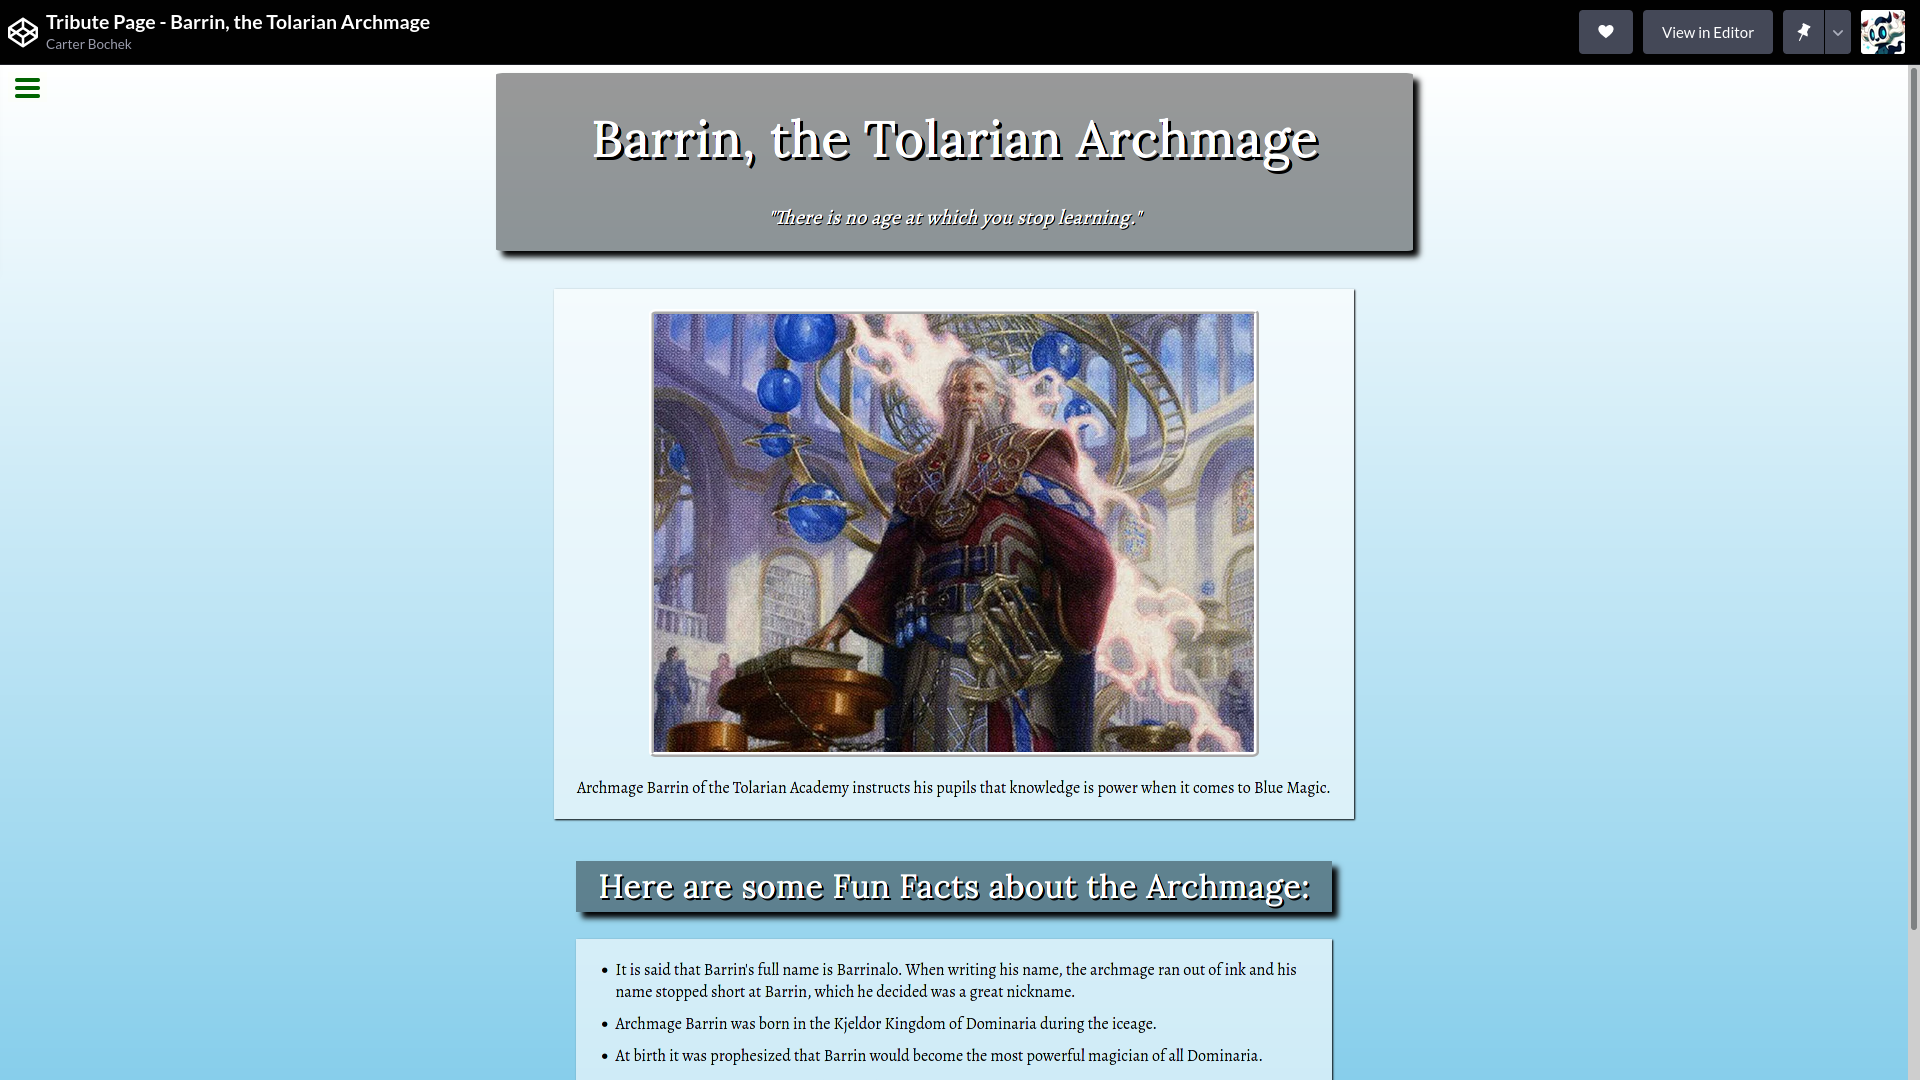 Tribute Page - Barrin, the Tolarian Archmage
Carter Bochek
View in Editor
Barrin, the Tolarian Archmage
"There is no age at which you stop learning."
Archmage Barrin of the Tolarian Academy instructs his pupils that knowledge is power when it comes to Blue Magic.
Here are some Fun Facts about the Archmage:
• It is said that Barrin's full name is Barrinalo. When writing his name, the archmage ran out of ink and his
name stopped short at Barrin, which he decided was a great nickname.
• Archmage Barrin was born in the Kjeldor Kingdom of Dominaria during the iceage.
• At birth it was prophesized that Barrin would become the most powerful magician of all Dominaria.